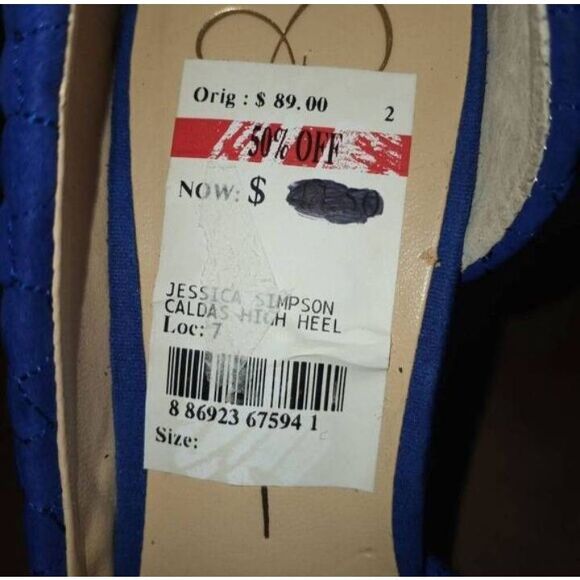 Orig : $ 89.00
2
50% OFF
NOW: $
JESSICA SIMPSON
CALDAS HIGH HEEL
Loc: 7
8 86923 67594 1
Size: